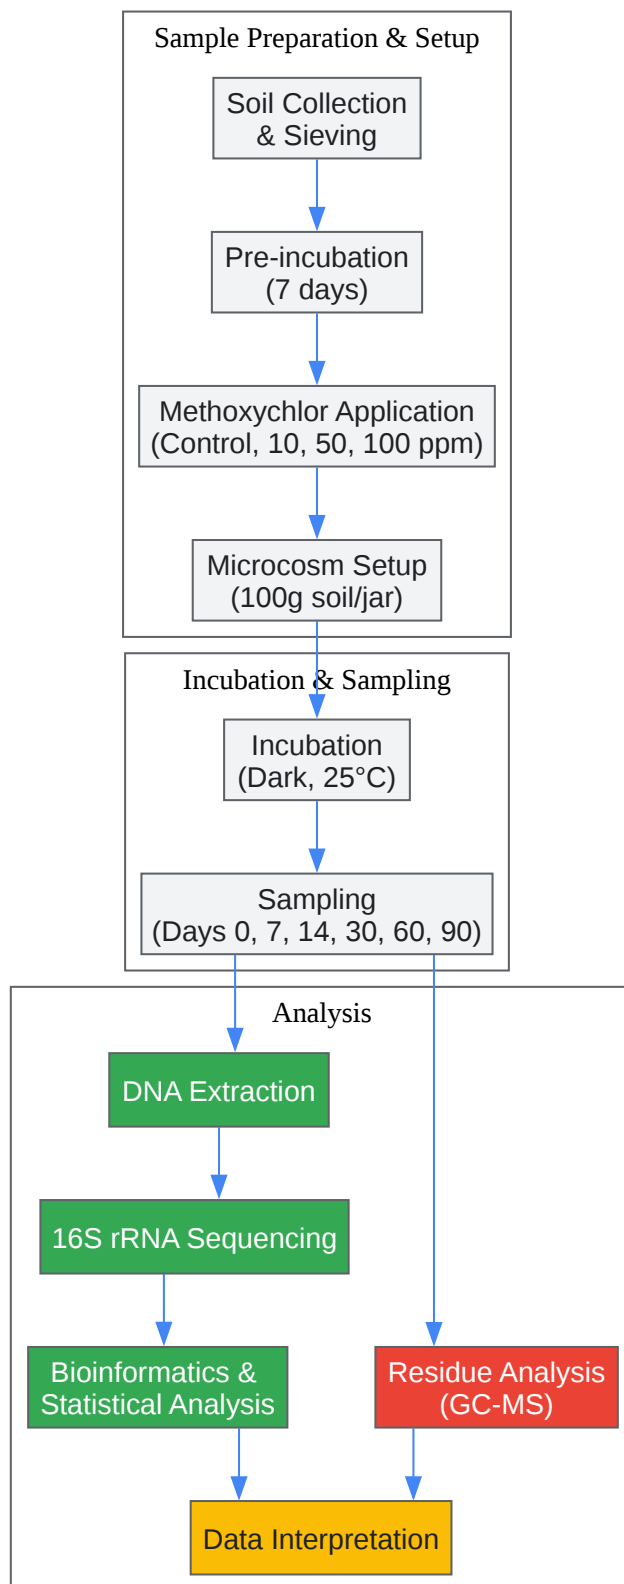 Sample Preparation & Setup
Soil Collection
& Sieving
Pre-incubation
(7 days)
Methoxychlor Application
(Control, 10, 50, 100 ppm)
Microcosm Setup
(100g soil/jar)
Incubation & Sampling
Incubation
(Dark, 25°C)
Sampling
(Days 0, 7, 14, 30, 60, 90)
Analysis
DNA Extraction
16S rRNA Sequencing
Bioinformatics &
Statistical Analysis
Residue Analysis
(GC-MS)
Data Interpretation